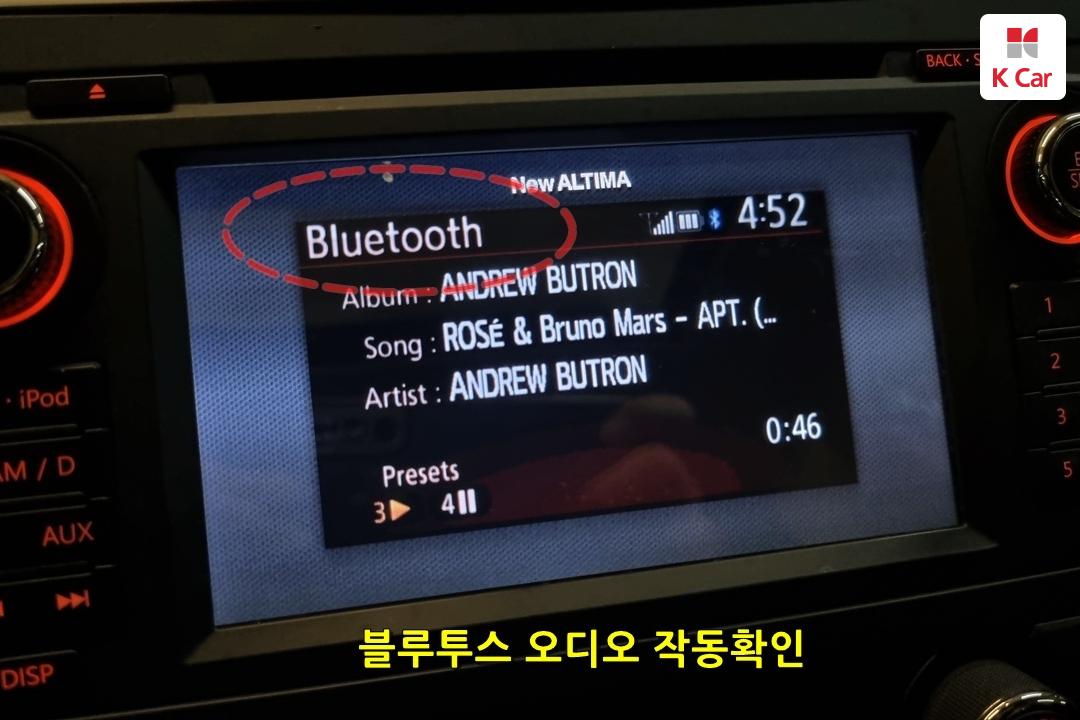 BACK · S
K Car
New ALTIMA
Bluetooth
4:52
Album : ANDREW BUTRON
Song : ROSÉ & Bruno Mars - APT. (...
Artist : ANDREW BUTRON
0:46
Presets
3 4
· iPod
AM / D
AUX
DISP
1
2
3
5
블루투스 오디오 작동확인